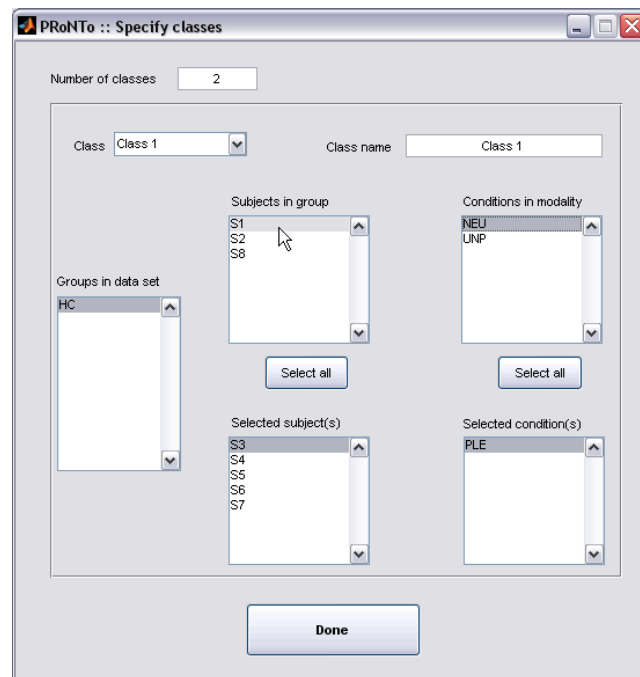 PRoNTo :: Specify classes
Number of classes 2
Class Class 1 Class name Class 1
Subjects in group
S1
S2
S8
Conditions in modality
NEU
UNP
Groups in data set
HC
Select all Select all
Selected subject(s)
S3
S4
S5
S6
S7
Selected condition(s)
PLE
Done